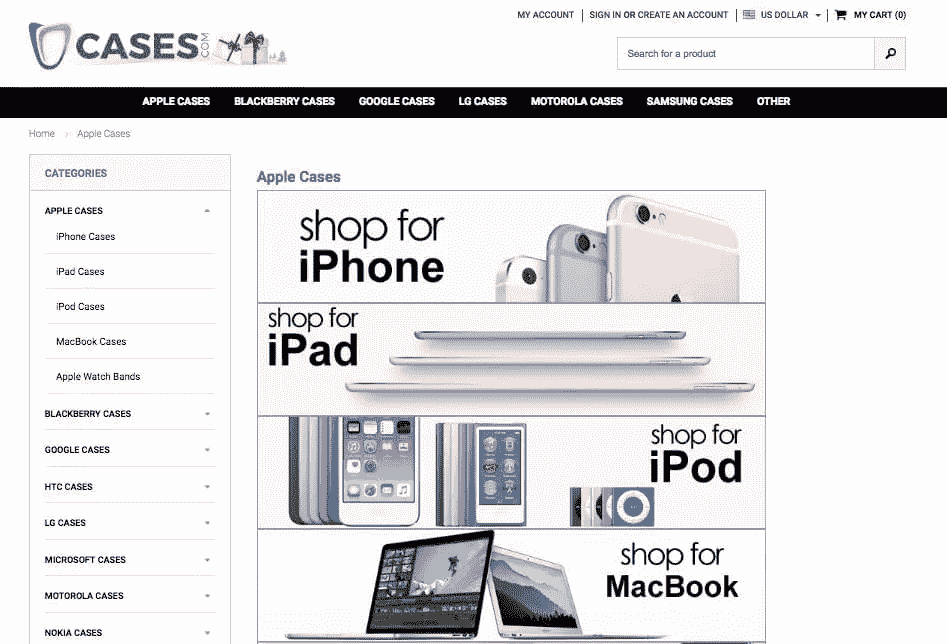 MY ACCOUNT
SIGN IN OR CREATE AN ACCOUNT
US DOLLAR
MY CART (0)
CASES.COM
Search for a product
APPLE CASES
BLACKBERRY CASES
GOOGLE CASES
LG CASES
MOTOROLA CASES
SAMSUNG CASES
OTHER
Home
Apple Cases
CATEGORIES
APPLE CASES
iPhone Cases
iPad Cases
iPod Cases
MacBook Cases
Apple Watch Bands
BLACKBERRY CASES
GOOGLE CASES
HTC CASES
LG CASES
MICROSOFT CASES
MOTOROLA CASES
NOKIA CASES
Apple Cases
shop for
iPhone
shop for
iPad
shop for
iPod
shop for
MacBook